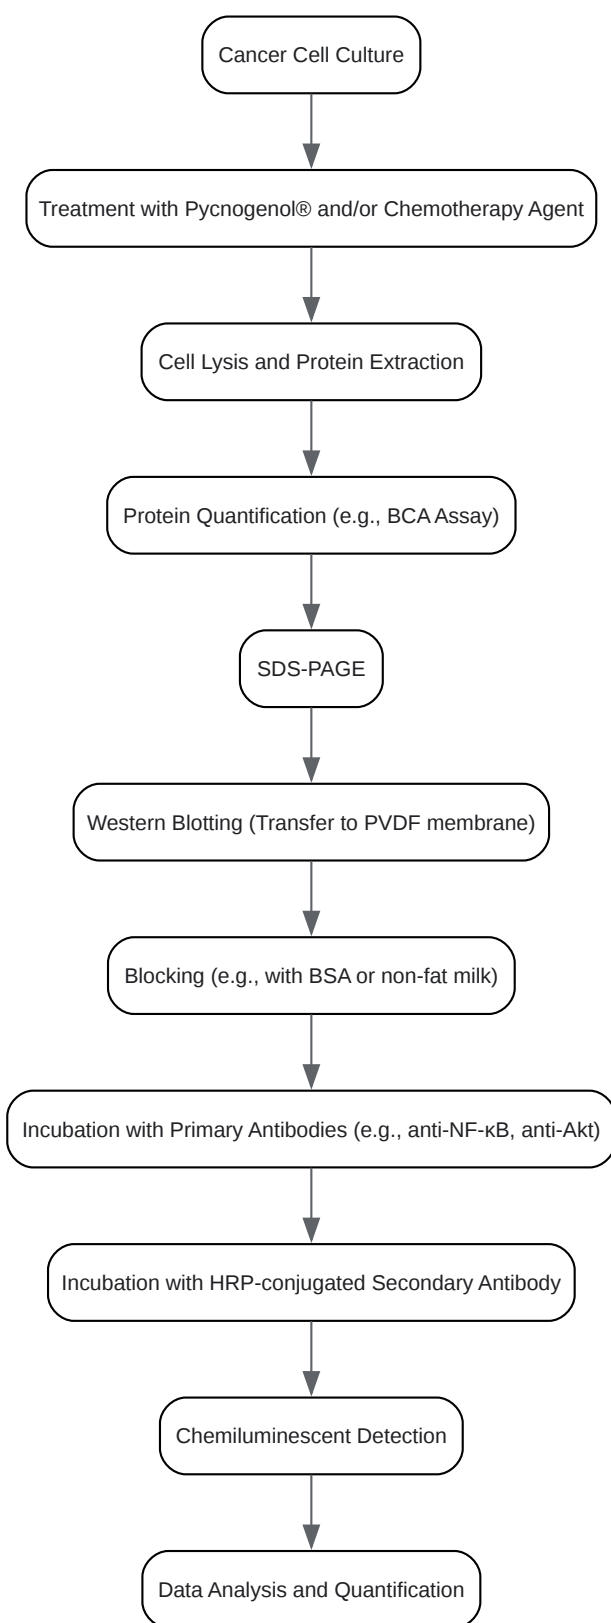 Cancer Cell Culture
Treatment with Pycnogenol® and/or Chemotherapy Agent
Cell Lysis and Protein Extraction
Protein Quantification (e.g., BCA Assay)
SDS-PAGE
Western Blotting (Transfer to PVDF membrane)
Blocking (e.g., with BSA or non-fat milk)
Incubation with Primary Antibodies (e.g., anti-NF-κB, anti-Akt)
Incubation with HRP-conjugated Secondary Antibody
Chemiluminescent Detection
Data Analysis and Quantification